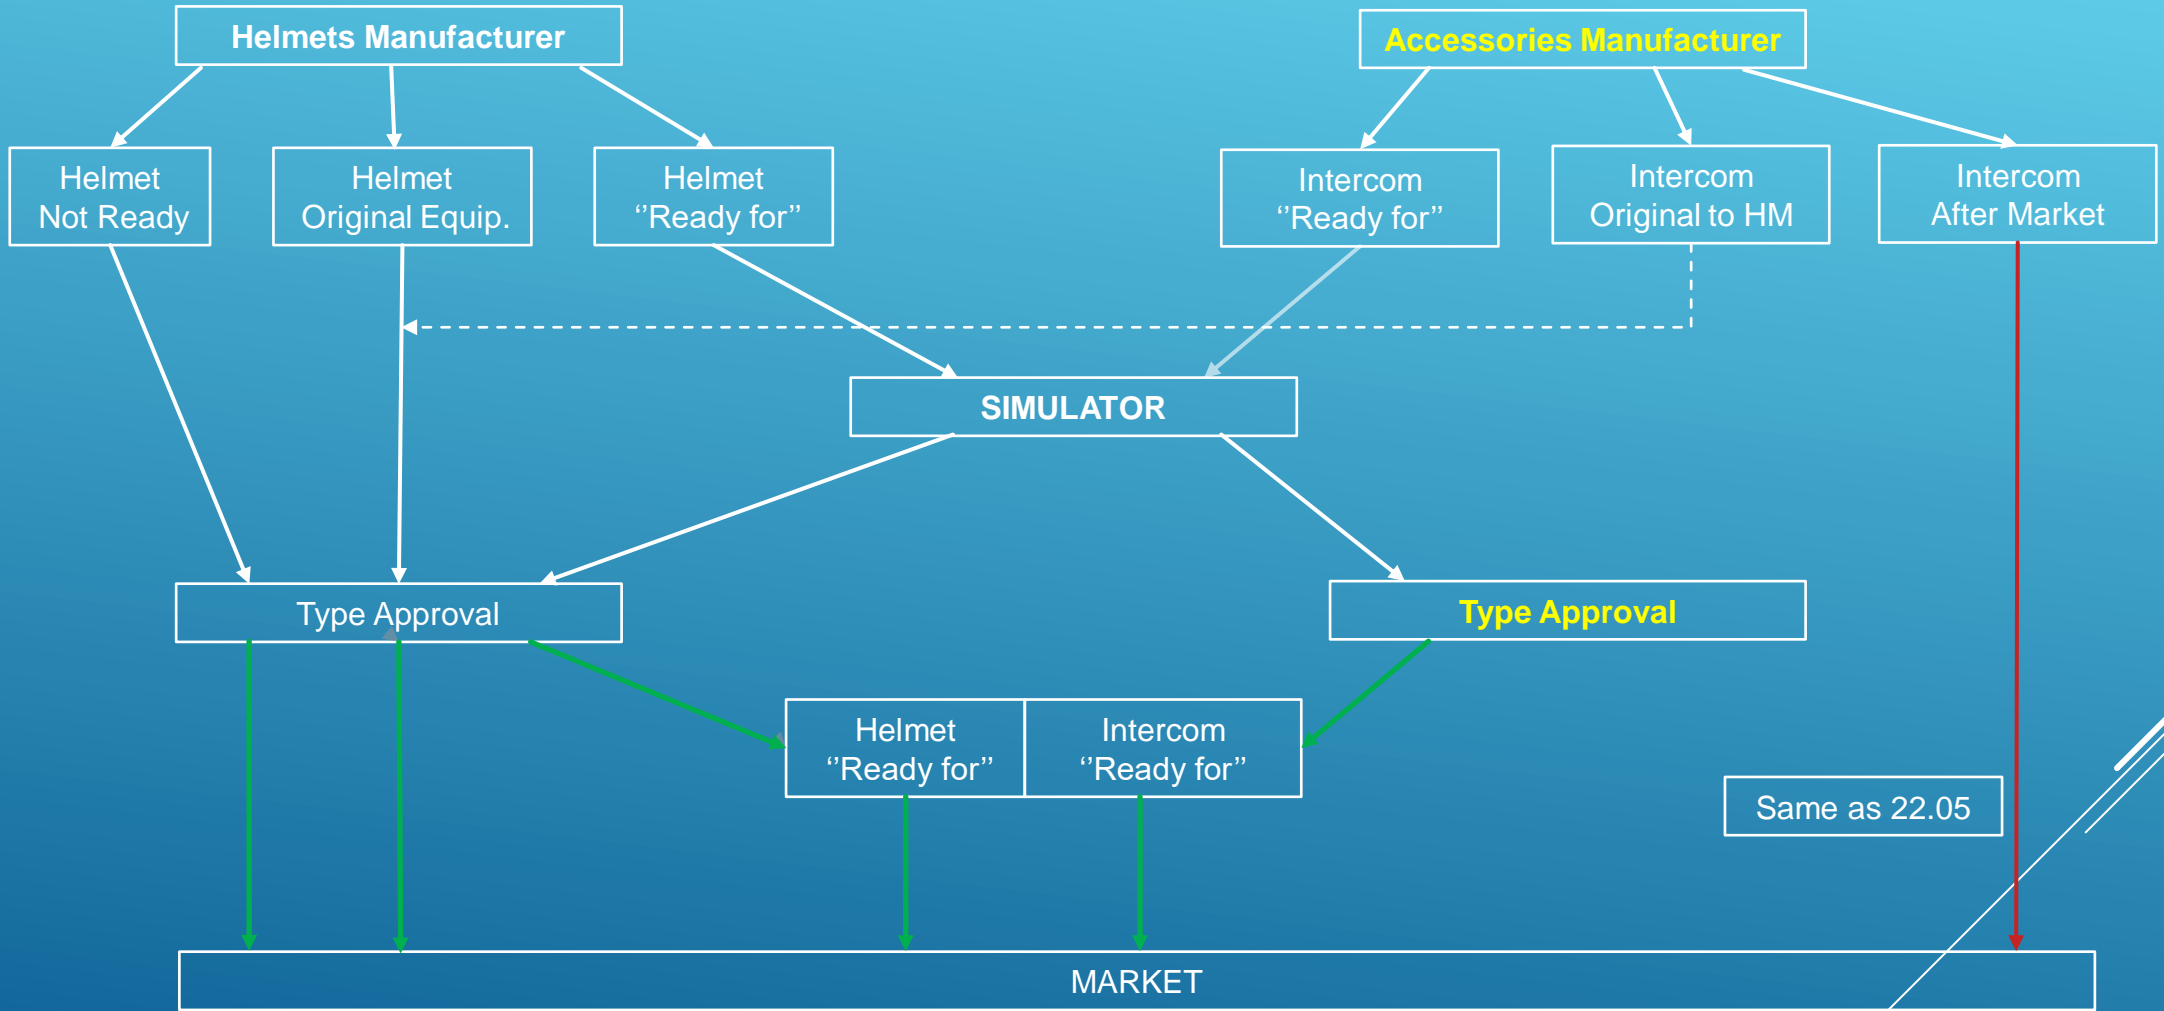 Helmets Manufacturer
Accessories Manufacturer
Helmet
Not Ready
Helmet
Original Equip.
Helmet
‘’Ready for’’
Intercom
‘’Ready for’’
Intercom
Original to HM
Intercom
After Market
SIMULATOR
Type Approval
Type Approval
Helmet
‘’Ready for’’
Intercom
‘’Ready for’’
Same as 22.05
MARKET